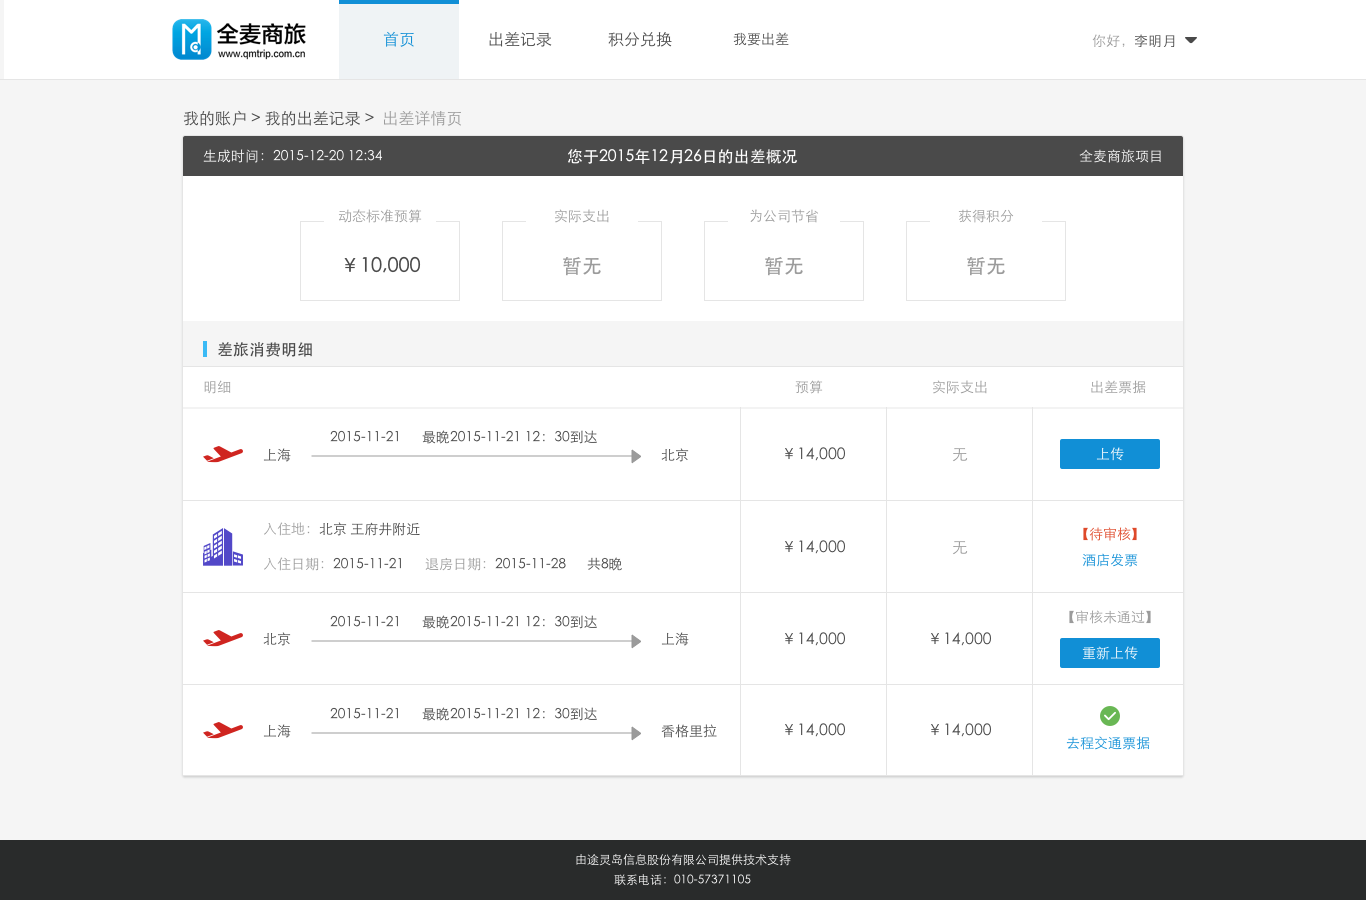 全麦商旅
www.qmtrip.com.cn
首页 出差记录 积分兑换 我要出差
你好, 李明月
我的账户 > 我的出差记录 > 出差详情页
生成时间: 2015-12-20 12:34 您于2015年12月26日的出差概况 全麦商旅项目
动态标准预算 实际支出 为公司节省 获得积分
¥ 10,000 暂无 暂无 暂无
差旅消费明细
明细 预算 实际支出 出差票据
2015-11-21 最晚2015-11-21 12: 30到达
上海 北京 ¥ 14,000 无 上传
入住地: 北京 王府井附近
入住日期: 2015-11-21 退房日期: 2015-11-28 共8晚
¥ 14,000 无
【待审核】
酒店发票
2015-11-21 最晚2015-11-21 12: 30到达
北京 上海 ¥ 14,000 ¥ 14,000
【审核未通过】
重新上传
2015-11-21 最晚2015-11-21 12: 30到达
上海 香格里拉 ¥ 14,000 ¥ 14,000
去程交通票据
由途灵岛信息股份有限公司提供技术支持
联系电话: 010-57371105